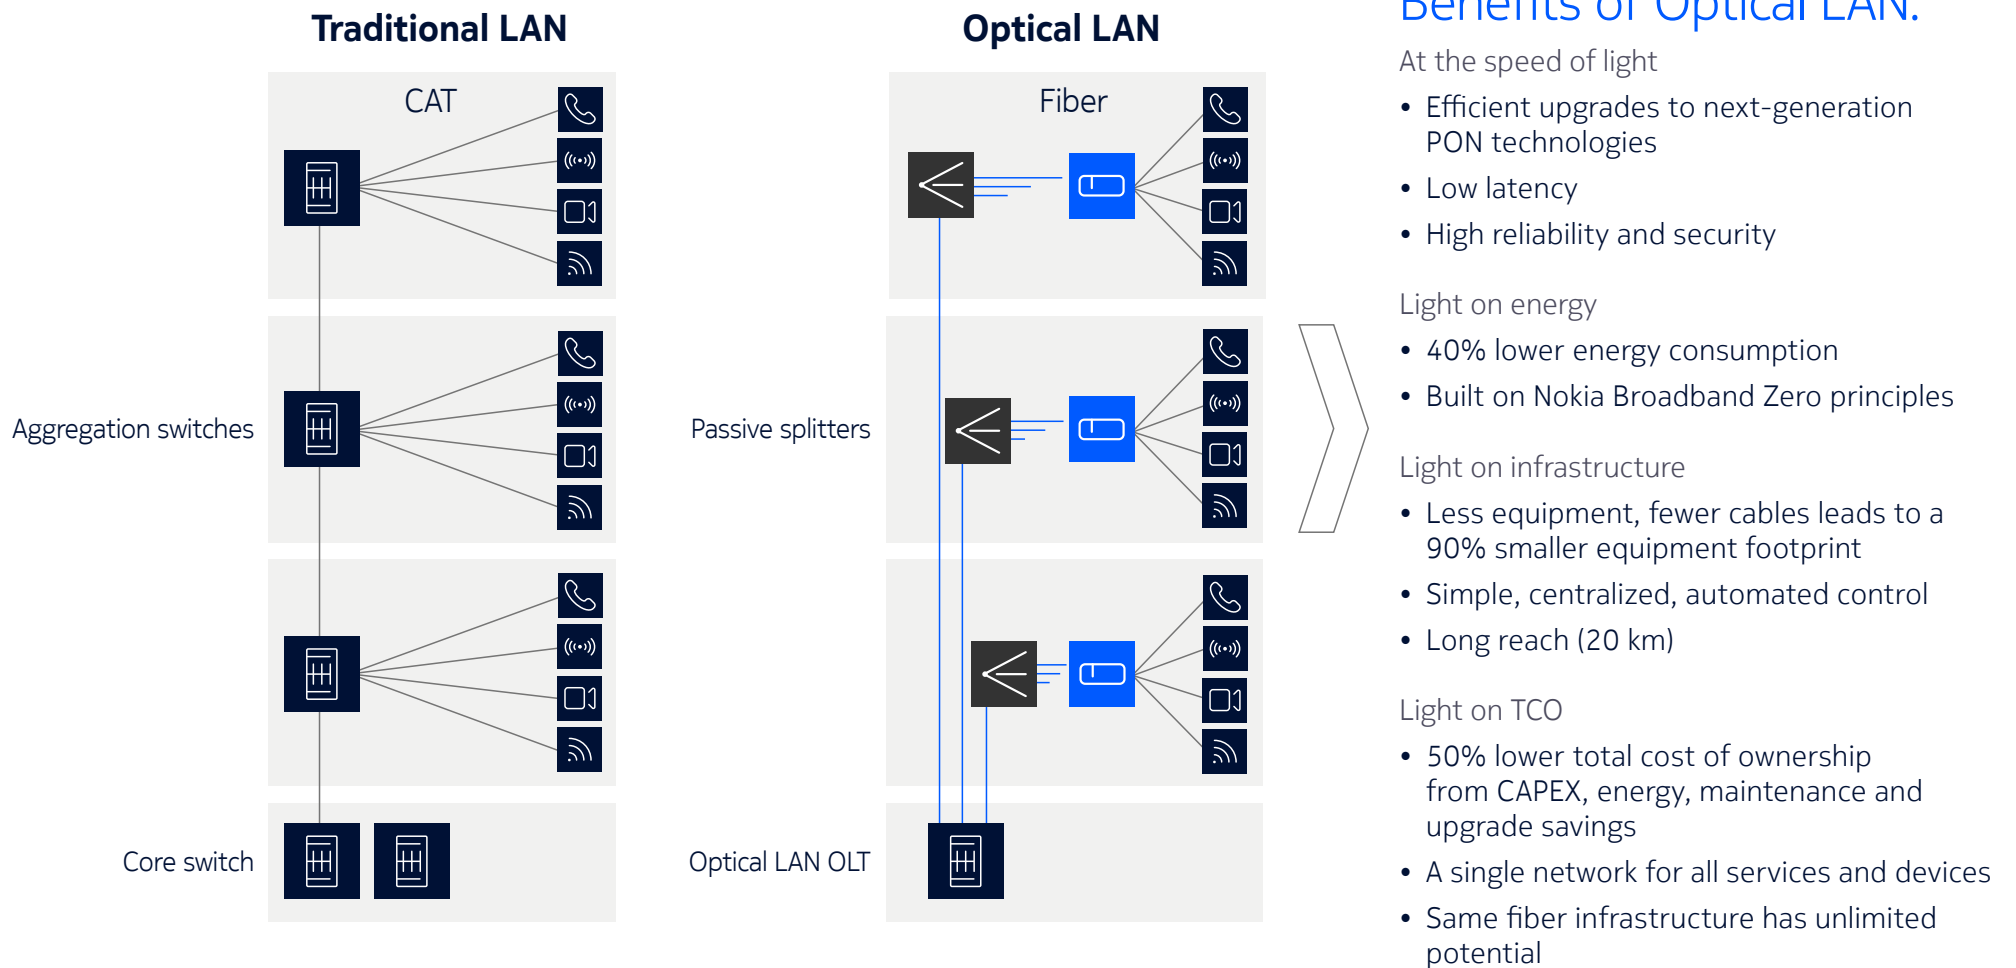 Traditional LAN
CAT
Aggregation switches
Core switch
Optical LAN
Fiber
Passive splitters
Optical LAN OLT
Benefits of Optical LAN:
At the speed of light
• Efficient upgrades to next-generation
PON technologies
• Low latency
• High reliability and security
Light on energy
• 40% lower energy consumption
• Built on Nokia Broadband Zero principles
Light on infrastructure
• Less equipment, fewer cables leads to a
90% smaller equipment footprint
• Simple, centralized, automated control
• Long reach (20 km)
Light on TCO
• 50% lower total cost of ownership
from CAPEX, energy, maintenance and
upgrade savings
• A single network for all services and devices
• Same fiber infrastructure has unlimited
potential